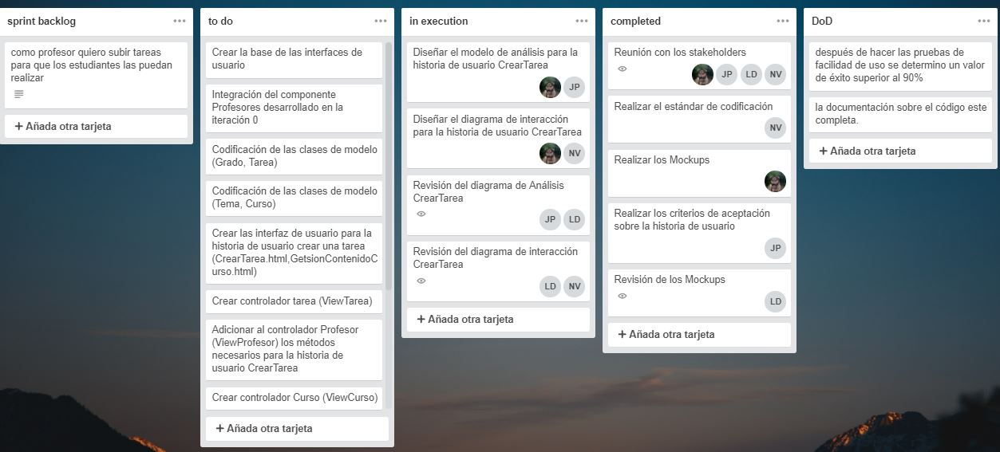 sprint backlog
como profesor quiero subir tareas
para que los estudiantes las puedan
realizar
+ Añada otra tarjeta
to do
Crear la base de las interfaces de
usuario
Integración del componente
Profesores desarrollado en la
iteración 0
Codificación de las clases de modelo
(Grado, Tarea)
Codificación de las clases de modelo
(Tema, Curso)
Crear las interfaz de usuario para la
historia de usuario crear una tarea
(CrearTarea.html,GetsionContenidoC
urso.html)
Crear controlador tarea (ViewTarea)
Adicionar al controlador Profesor
(ViewProfesor) los métodos
necesarios para la historia de
usuario CrearTarea
Crear controlador Curso (ViewCurso)
+ Añada otra tarjeta
in execution
Diseñar el modelo de análisis para la
historia de usuario CrearTarea
JP
Diseñar el diagrama de interacción
para la historia de usuario CrearTarea
NV
Revisión del diagrama de Análisis
CrearTarea
JP LD
Revisión del diagrama de interacción
CrearTarea
LD NV
+ Añada otra tarjeta
completed
Reunión con los stakeholders
JP LD NV
Realizar el estándar de codificación
NV
Realizar los Mockups
Realizar los criterios de aceptación
sobre la historia de usuario
JP
Revisión de los Mockups
LD
+ Añada otra tarjeta
DoD
después de hacer las pruebas de
facilidad de uso se determino un valor
de éxito superior al 90%
la documentación sobre el código este
completa.
+ Añada otra tarjeta